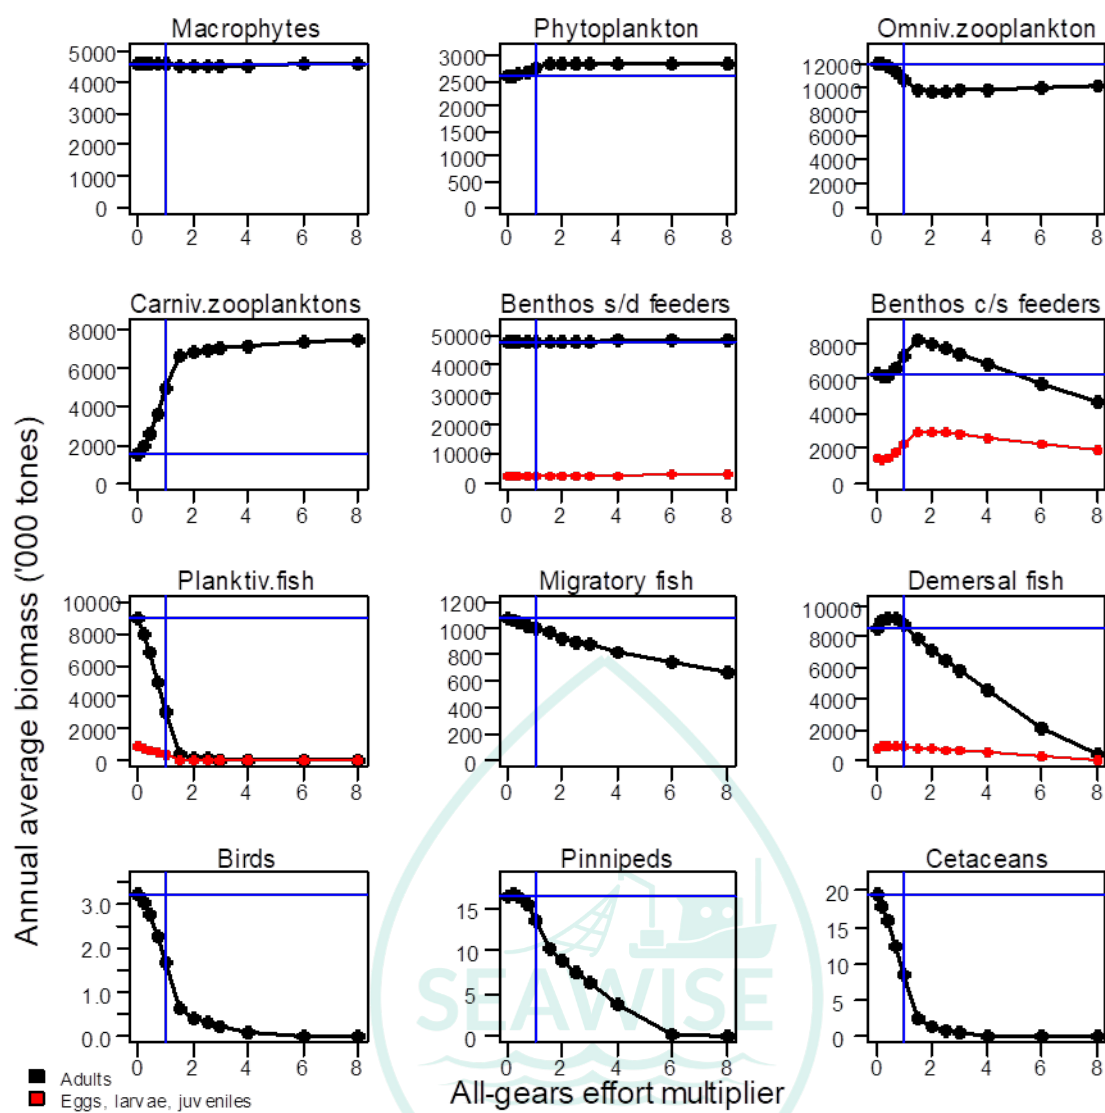 Macrophytes Phytoplankton Omniv.zooplankton
5000 4000 3000 2000 1000 0
0 2 4 6 8
3000 2500 2000 1500 1000 500 0
0 2 4 6 8
12000 10000 8000 6000 4000 2000 0
0 2 4 6 8
Carniv.zooplanktons Benthos s/d feeders Benthos c/s feeders
8000 6000 4000 2000 0
0 2 4 6 8
50000 40000 30000 20000 10000 0
0 2 4 6 8
8000 6000 4000 2000 0
0 2 4 6 8
Annual average biomass ('000 tones)
Planktiv.fish Migratory fish Demersal fish
10000 8000 6000 4000 2000 0
0 2 4 6 8
1200 1000 800 600 400 200 0
0 2 4 6 8
10000 8000 6000 4000 2000 0
0 2 4 6 8
Birds Pinnipeds Cetaceans
3.0 2.0 1.0 0.0
0 2 4 6 8
15 10 5 0
0 2 4 6 8
20 15 10 5 0
0 2 4 6 8
SEAWISE
Adults
Eggs, larvae, juveniles
All-gears effort multiplier